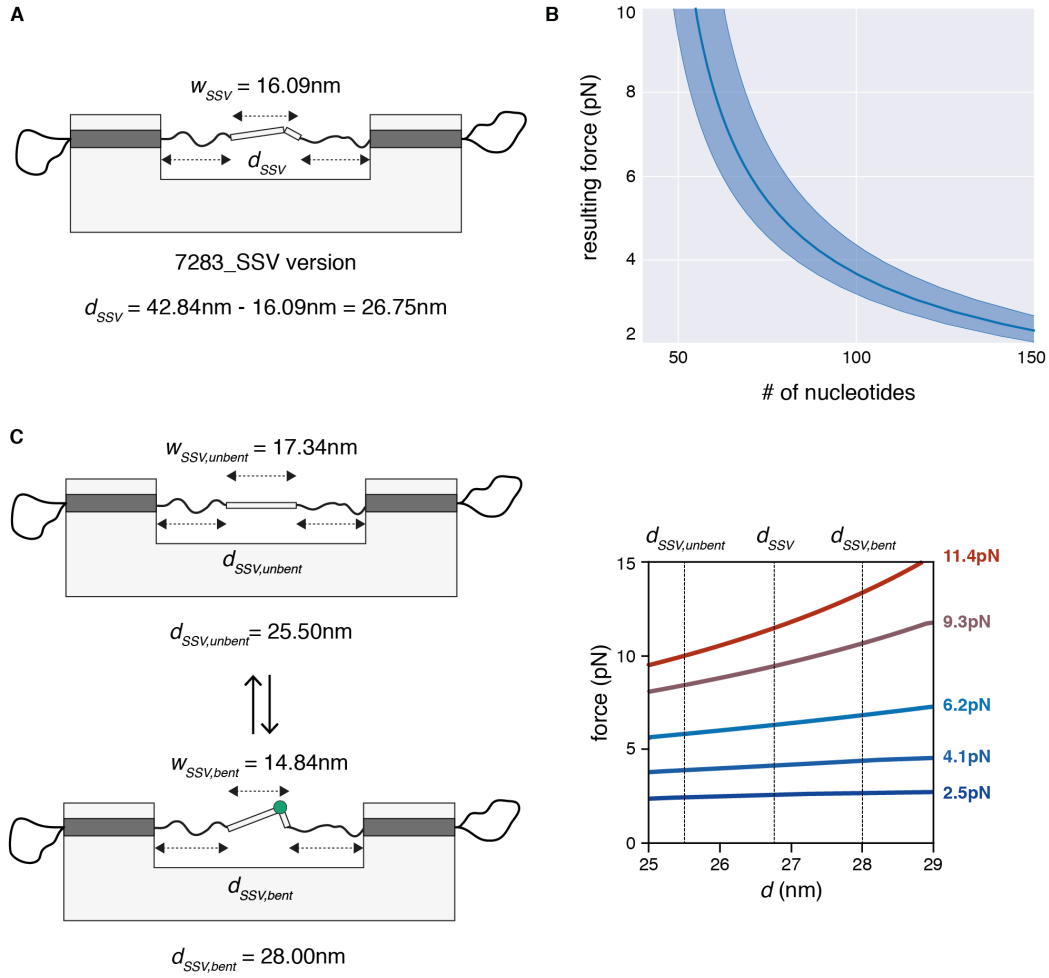 A
w_SSV = 16.09nm
d_SSV
7283_SSV version
d_SSV = 42.84nm - 16.09nm = 26.75nm
B
10
8
6
4
2
resulting force (pN)
50
100
150
# of nucleotides
C
w_SSV,unbent = 17.34nm
d_SSV,unbent
d_SSV,unbent= 25.50nm
w_SSV,bent = 14.84nm
d_SSV,bent
d_SSV,bent = 28.00nm
d_SSV,unbent
d_SSV
d_SSV,bent
15
10
5
0
force (pN)
11.4pN
9.3pN
6.2pN
4.1pN
2.5pN
25
26
27
28
29
d (nm)